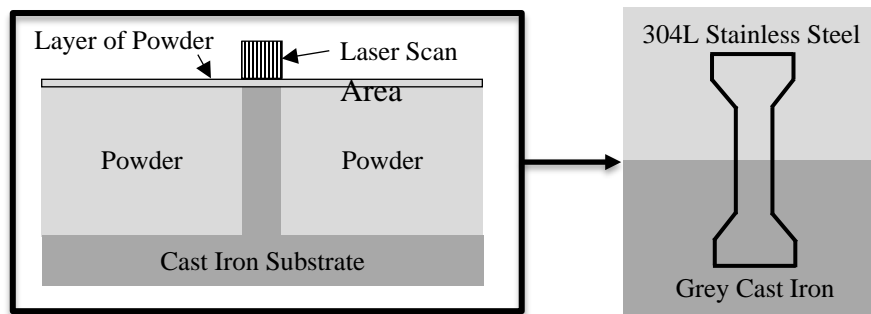 Layer of Powder
Laser Scan
Area
Powder
Powder
Cast Iron Substrate
304L Stainless Steel
Grey Cast Iron